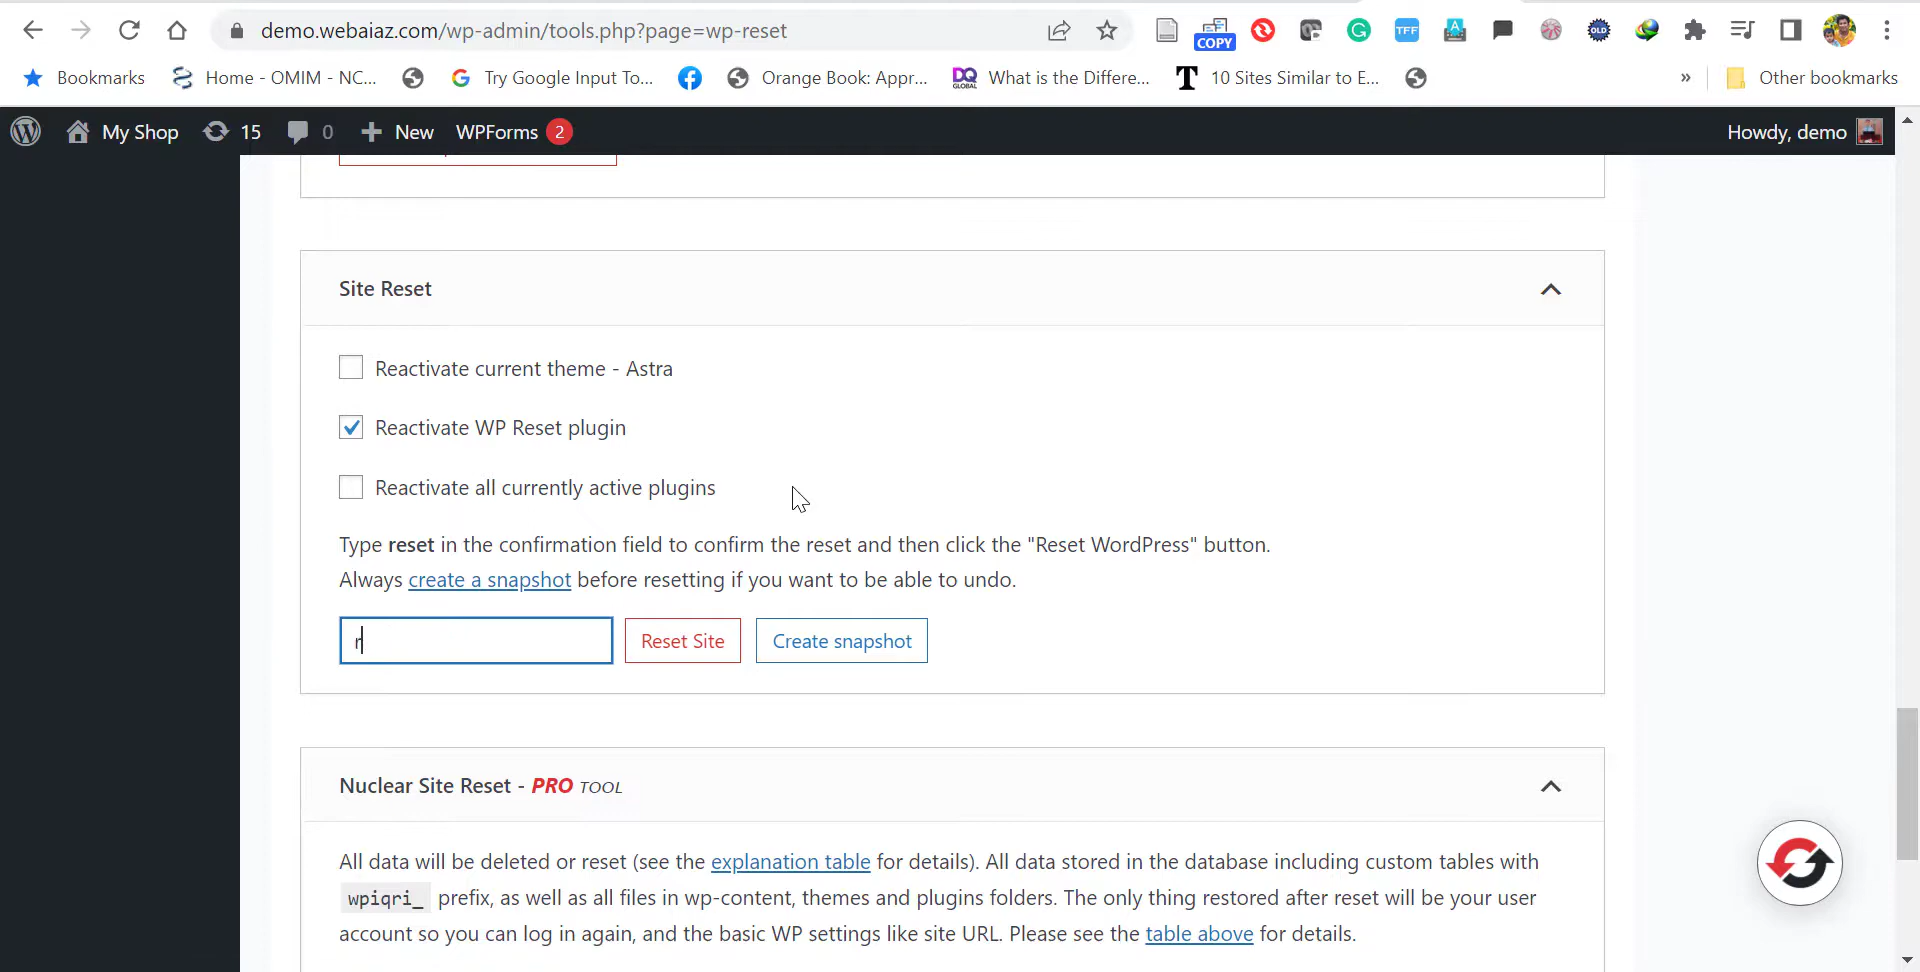 demo.webaiaz.com/wp-admin/tools.php?page=wp-reset
COPY
TFF
A
OLD
Bookmarks
Home - OMIM - NC...
Try Google Input To...
Orange Book: Appr...
DQ GLOBAL
What is the Differe...
T
10 Sites Similar to E...
»
Other bookmarks
My Shop
15
0
New
WPForms 2
Howdy, demo
Site Reset
Reactivate current theme - Astra
Reactivate WP Reset plugin
Reactivate all currently active plugins
Type reset in the confirmation field to confirm the reset and then click the "Reset WordPress" button.
Always create a snapshot before resetting if you want to be able to undo.
r
Reset Site
Create snapshot
Nuclear Site Reset - PRO TOOL
All data will be deleted or reset (see the explanation table for details). All data stored in the database including custom tables with
wpiqri_ prefix, as well as all files in wp-content, themes and plugins folders. The only thing restored after reset will be your user
account so you can log in again, and the basic WP settings like site URL. Please see the table above for details.